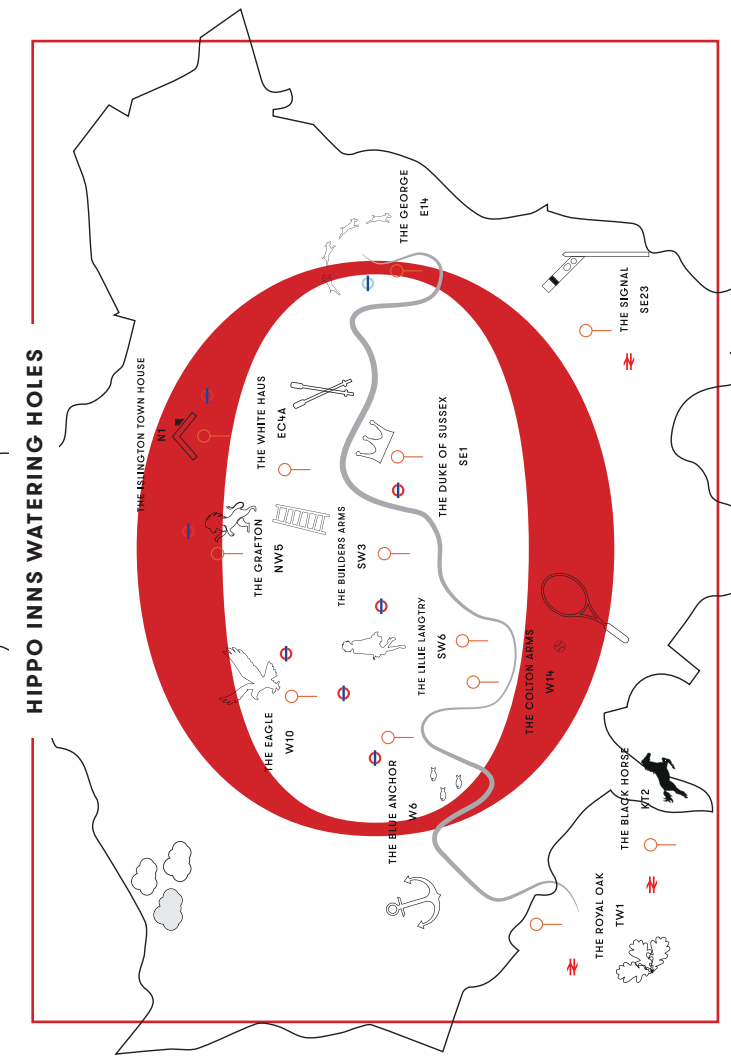 HIPPO INNS WATERING HOLES
THE ISLINGTON TOWN HOUSE
N1
THE GRAFTON
NW5
THE WHITE HAUS
EC4A
THE EAGLE
W10
THE BUILDERS ARMS
SW3
THE GEORGE
E14
THE BLUE ANCHOR
W6
THE LILLIE LANGTRY
SW6
THE DUKE OF SUSSEX
SE1
THE COLTON ARMS
W14
THE ROYAL OAK
TW1
THE BLACK HORSE
KT2
THE SIGNAL
SE23